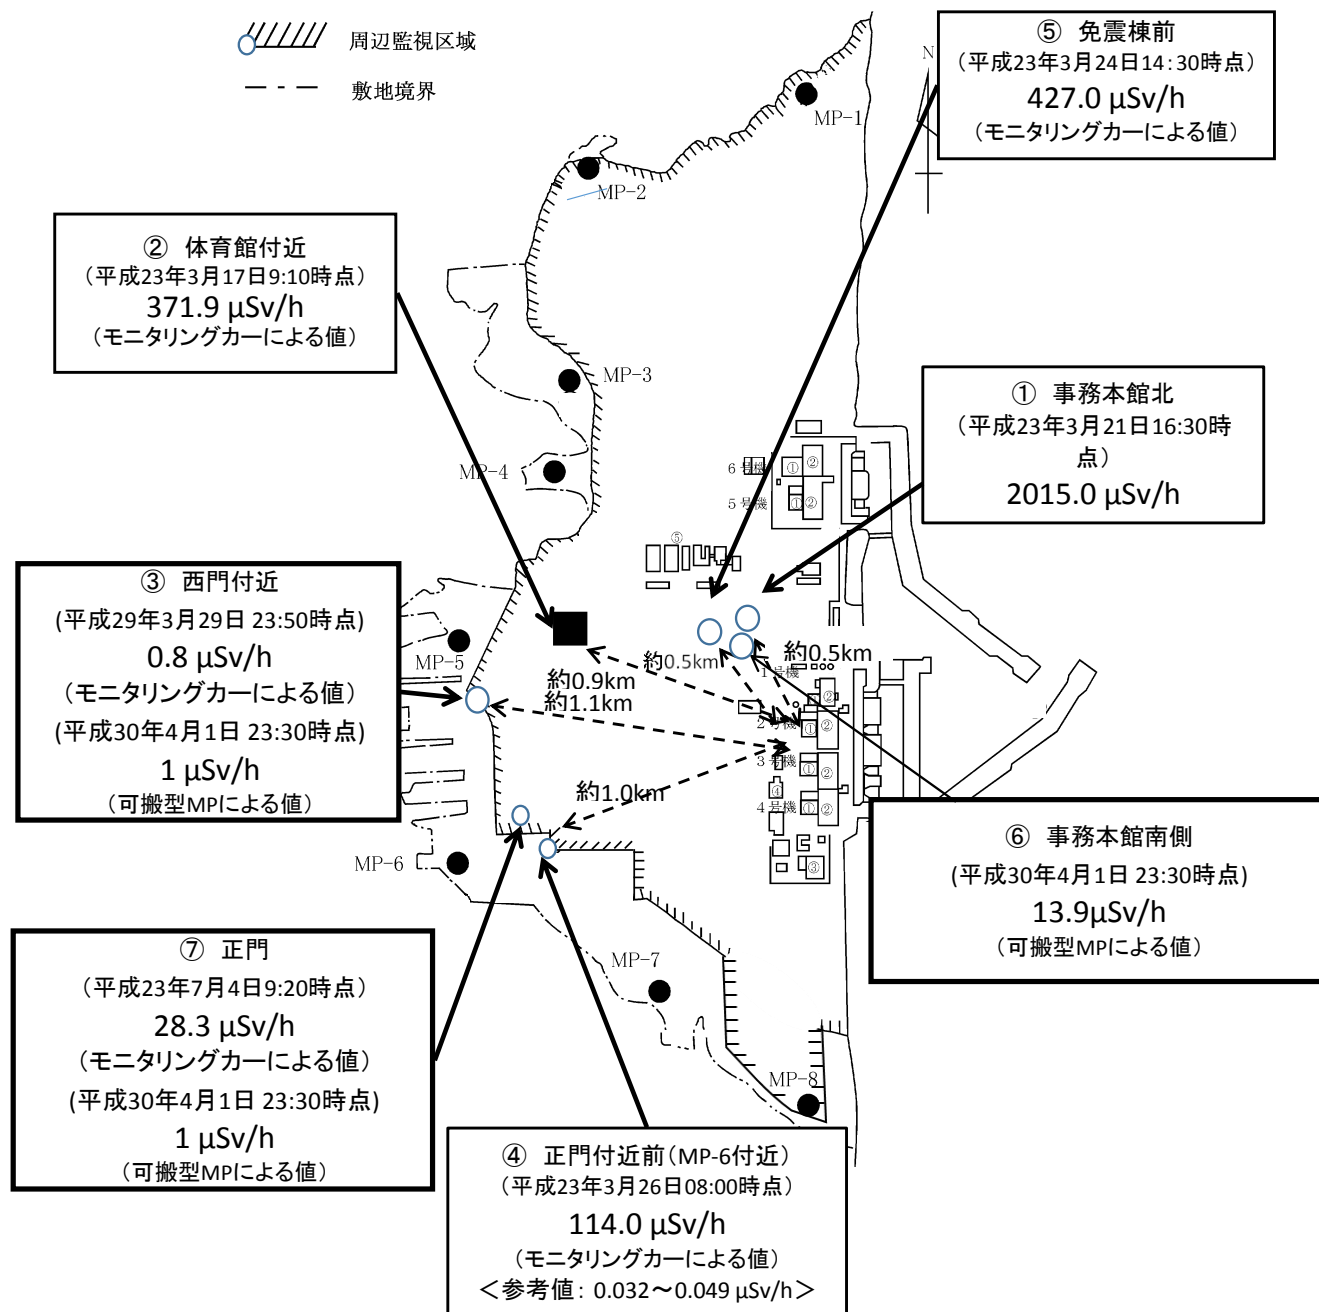 周辺監視区域
敷地境界
⑤ 免震棟前
（平成23年3月24日14:30時点）
427.0 μSv/h
（モニタリングカーによる値）
N
MP-1
MP-2
② 体育館付近
（平成23年3月17日9:10時点）
371.9 μSv/h
（モニタリングカーによる値）
MP-3
① 事務本館北
（平成23年3月21日16:30時
点）
2015.0 μSv/h
MP-4
6号機
①
②
5号機
①
②
⑤
③ 西門付近
(平成29年3月29日 23:50時点)
0.8 μSv/h
（モニタリングカーによる値）
(平成30年4月1日 23:30時点)
1 μSv/h
（可搬型MPによる値）
MP-5
約0.5km
約0.5km
約0.9km
約1.1km
1号機
②
2号機
①
②
3号機
①
②
④
4号機
①
②
③
約1.0km
MP-6
⑥ 事務本館南側
(平成30年4月1日 23:30時点)
13.9μSv/h
（可搬型MPによる値）
⑦ 正門
（平成23年7月4日9:20時点）
28.3 μSv/h
（モニタリングカーによる値）
(平成30年4月1日 23:30時点)
1 μSv/h
（可搬型MPによる値）
MP-7
MP-8
④ 正門付近前（MP-6付近）
（平成23年3月26日08:00時点）
114.0 μSv/h
（モニタリングカーによる値）
＜参考値： 0.032～0.049 μSv/h＞